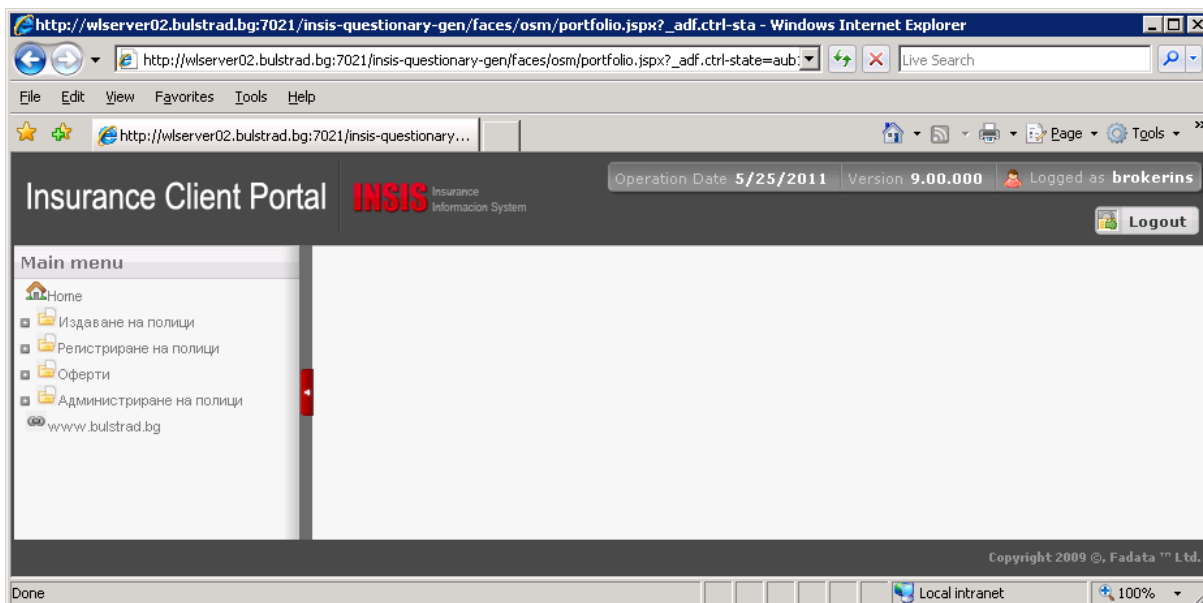 http://wlserver02.bulstrad.bg:7021/insis-questionary-gen/faces/osm/portfolio.jspx?_adf.ctrl-sta - Windows Internet Explorer
http://wlserver02.bulstrad.bg:7021/insis-questionary-gen/faces/osm/portfolio.jspx?_adf.ctrl-state=aub: Live Search
File Edit View Favorites Tools Help
http://wlserver02.bulstrad.bg:7021/insis-questionary... Page Tools »
Insurance Client Portal INSIS Insurance Informacion System
Operation Date 5/25/2011 Version 9.00.000 Logged as brokerins
Logout
Main menu
Home
Издаване на полици
Регистриране на полици
Оферти
Администриране на полици
www.bulstrad.bg
Copyright 2009 ©, Fadata ™ Ltd.
Done Local intranet 100%